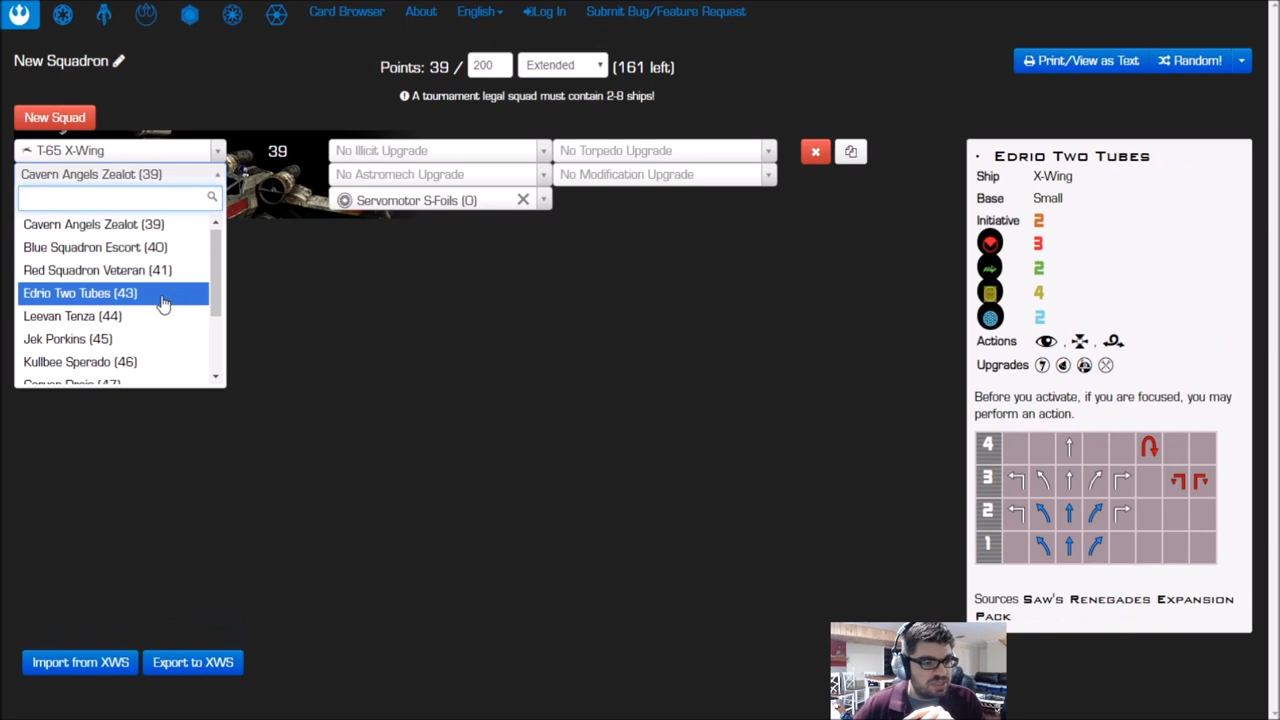 Card Browser About English Log In Submit Bug/Feature Request
New Squadron
Points: 39 / 200 Extended (161 left)
Print/View as Text Random!
A tournament legal squad must contain 2-8 ships!
New Squad
T-65 X-Wing 39 No Illicit Upgrade No Torpedo Upgrade
Cavern Angels Zealot (39) No Astromech Upgrade No Modification Upgrade
Servomotor S-Foils (0)
Cavern Angels Zealot (39)
Blue Squadron Escort (40)
Red Squadron Veteran (41)
Edrio Two Tubes (43)
Leevan Tenza (44)
Jek Porkins (45)
Kullbee Sperado (46)
· Edrio Two Tubes
Ship X-Wing
Base Small
Initiative 2
3
2
4
2
Actions , ,
Upgrades
Before you activate, if you are focused, you may
perform an action.
4
3
2
1
Sources Saw's Renegades Expansion
Pack
Import from XWS Export to XWS